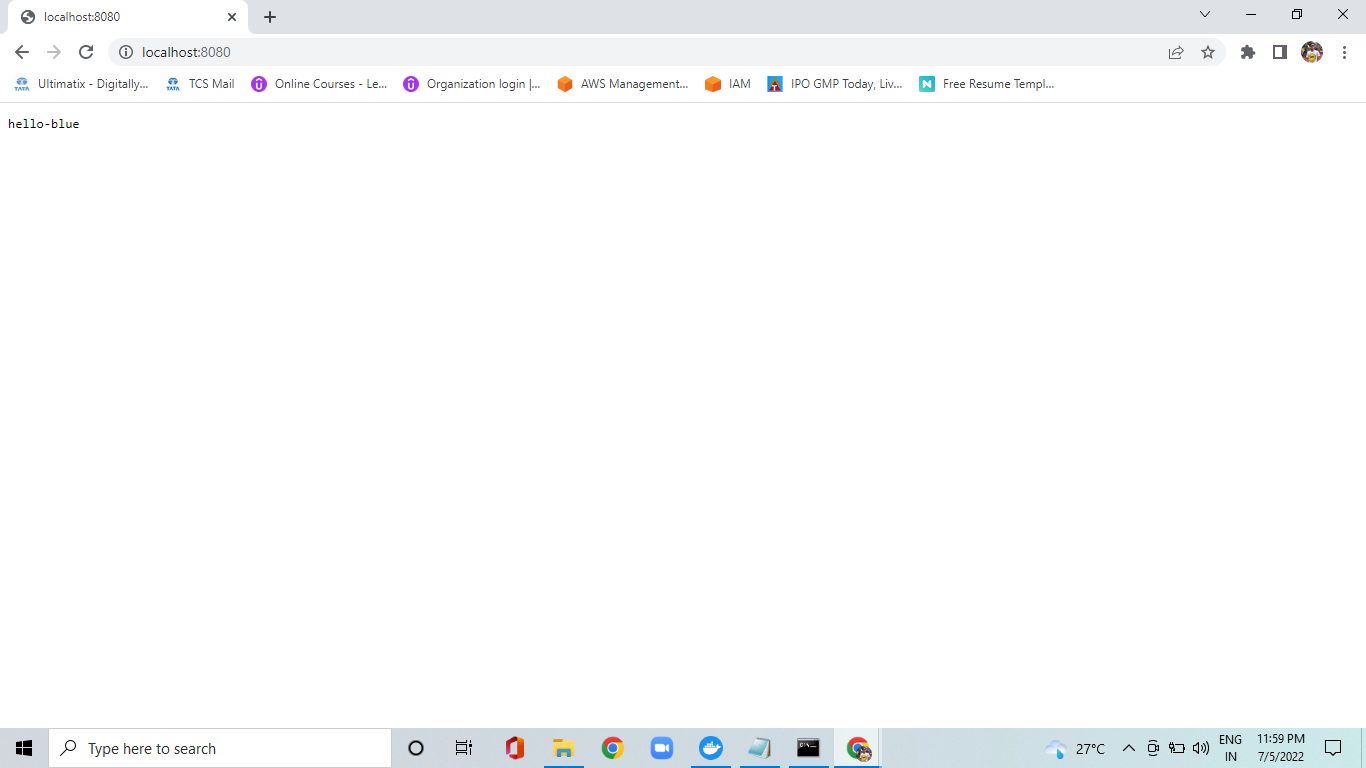 localhost:8080
localhost:8080
Ultimatix - Digitally... TCS Mail Online Courses - Le... Organization login |... AWS Management... IAM IPO GMP Today, Liv... Free Resume Templ...
TATA TATA
hello-blue
Type here to search
27°C
ENG
IN
11:59 PM
7/5/2022